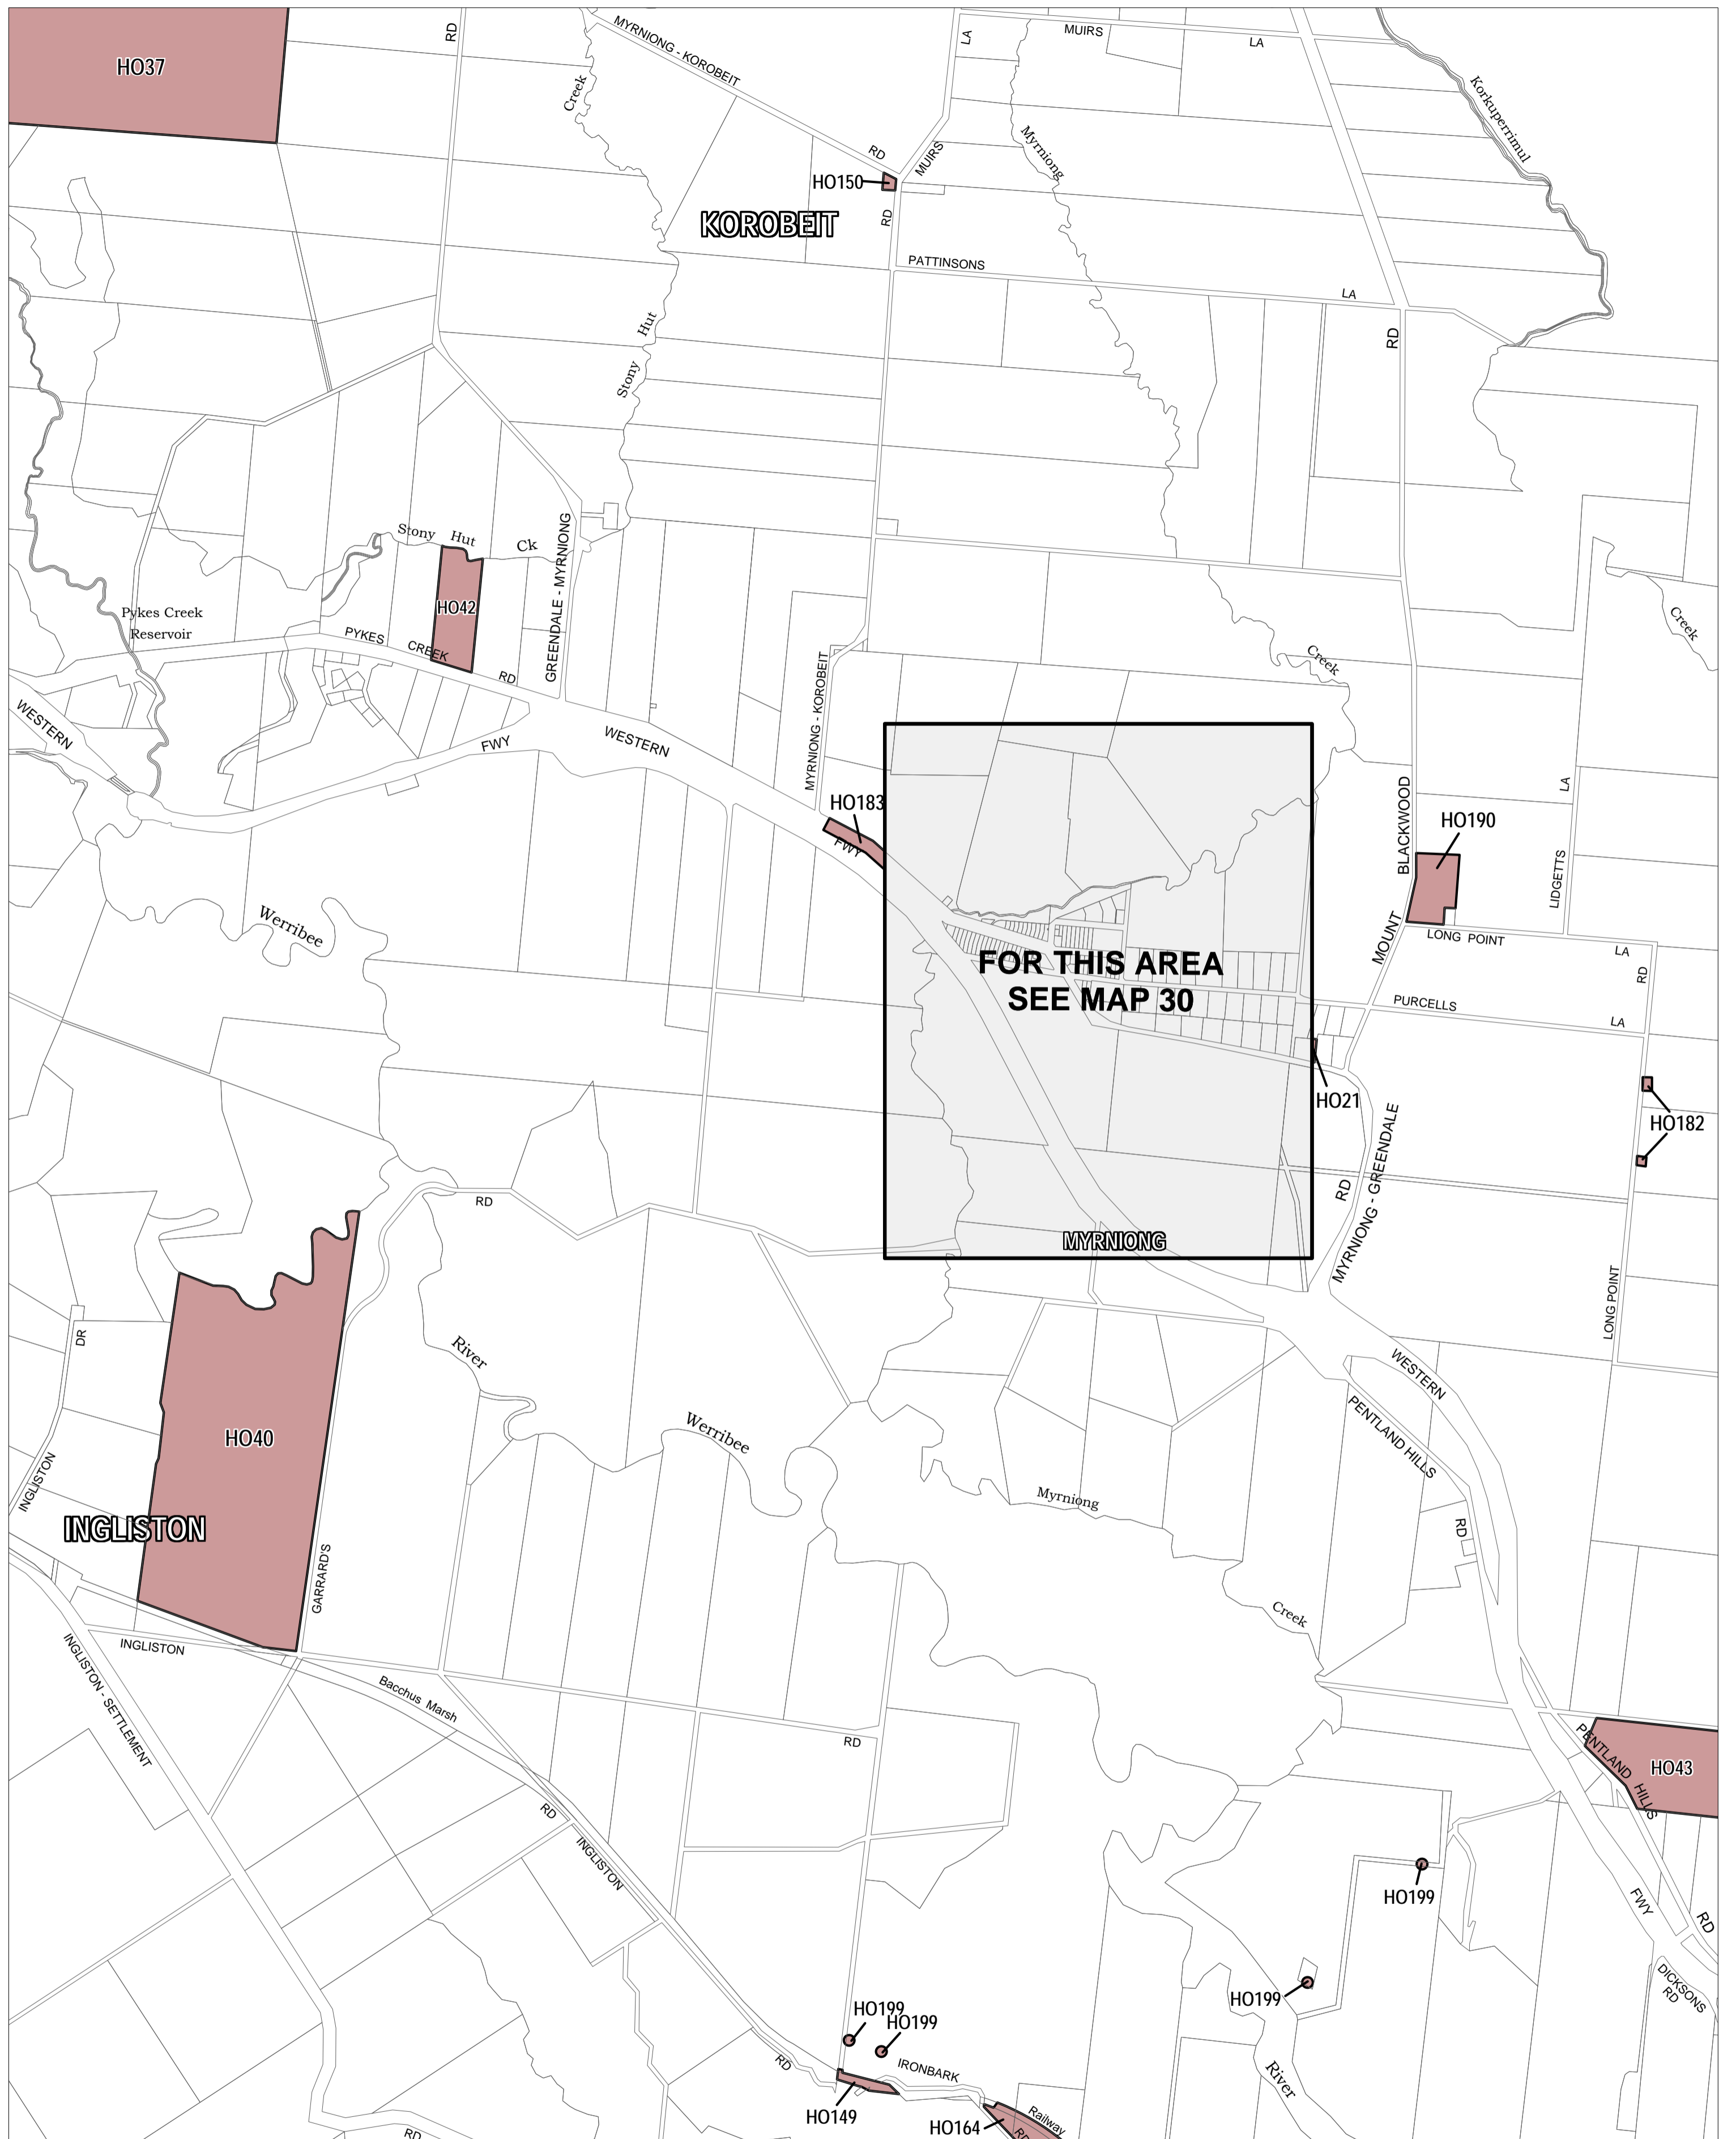 HO37
RD
MYRNIONG - KOROBEIT
RD
Creek
LA
MUIRS
LA
Korkuperrimul
MUIRS
Myrniong
HO150
RD
KOROBEIT
PATTINSONS
LA
RD
Stony Hut
Stony Hut Ck
HO42
GREENDALE - MYRNIONG
Pykes Creek
Reservoir
PYKES CREEK RD
Creek
Creek
MYRNIONG - KOROBEIT
WESTERN
FWY
WESTERN
FWY
HO183
BLACKWOOD
MOUNT
LA
LIDGETTS
HO190
LONG POINT
LA
RD
Werribee
FOR THIS AREA
SEE MAP 30
PURCELLS
LA
HO21
HO182
RD
MYRNIONG - GREENDALE
RD
MYRNIONG
LONG POINT
DR
INGLISTON
River
HO40
Werribee
WESTERN
PENTLAND HILLS
RD
Myrniong
INGLISTON
GARRARD'S
Creek
INGLISTON
INGLISTON - SETTLEMENT
Bacchus Marsh
RD
PENTLAND HILLS
HO43
RD
INGLISTON
HO199
FWY
RD
HO199
DICKSONS
RD
HO199
HO199
RD
IRONBARK
River
HO149
HO164
Railway
RD
RD